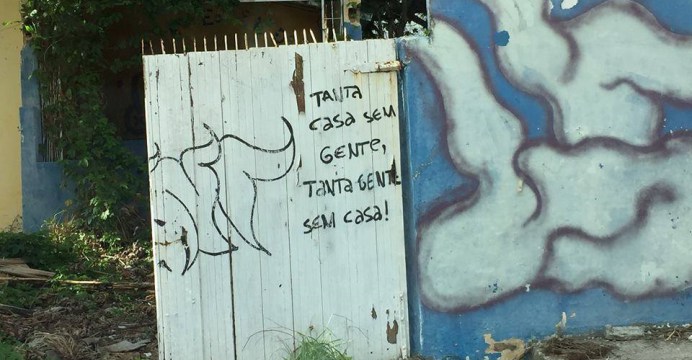 TANTA
CASA SEM
GENTE,
TANTA GENTE
SEM CASA!